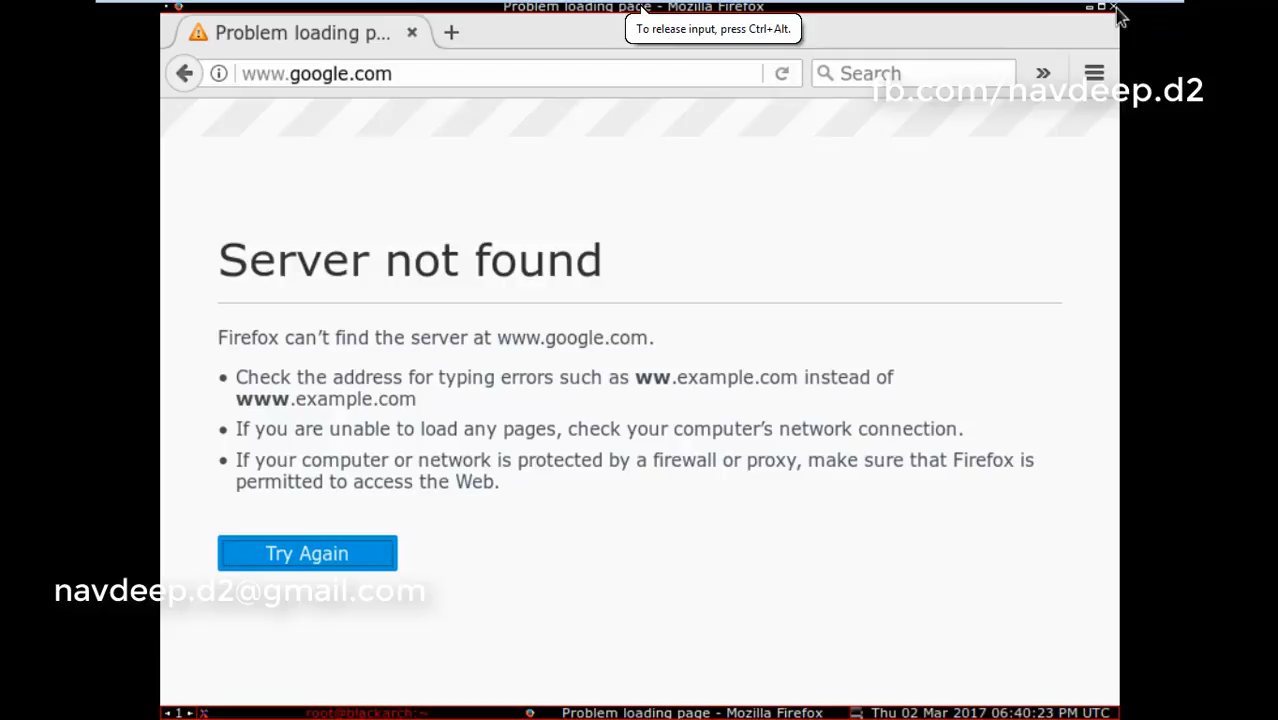 Problem loading page - Mozilla Firefox
To release input, press Ctrl+Alt.
Problem loading p...
www.google.com
Search
fb.com/navdeep.d2
Server not found
Firefox can't find the server at www.google.com.
• Check the address for typing errors such as ww.example.com instead of
www.example.com
• If you are unable to load any pages, check your computer's network connection.
• If your computer or network is protected by a firewall or proxy, make sure that Firefox is
permitted to access the Web.
Try Again
navdeep.d2@gmail.com
1 root@blackarch:~ Problem loading page - Mozilla Firefox Thu 02 Mar 2017 06:40:23 PM UTC